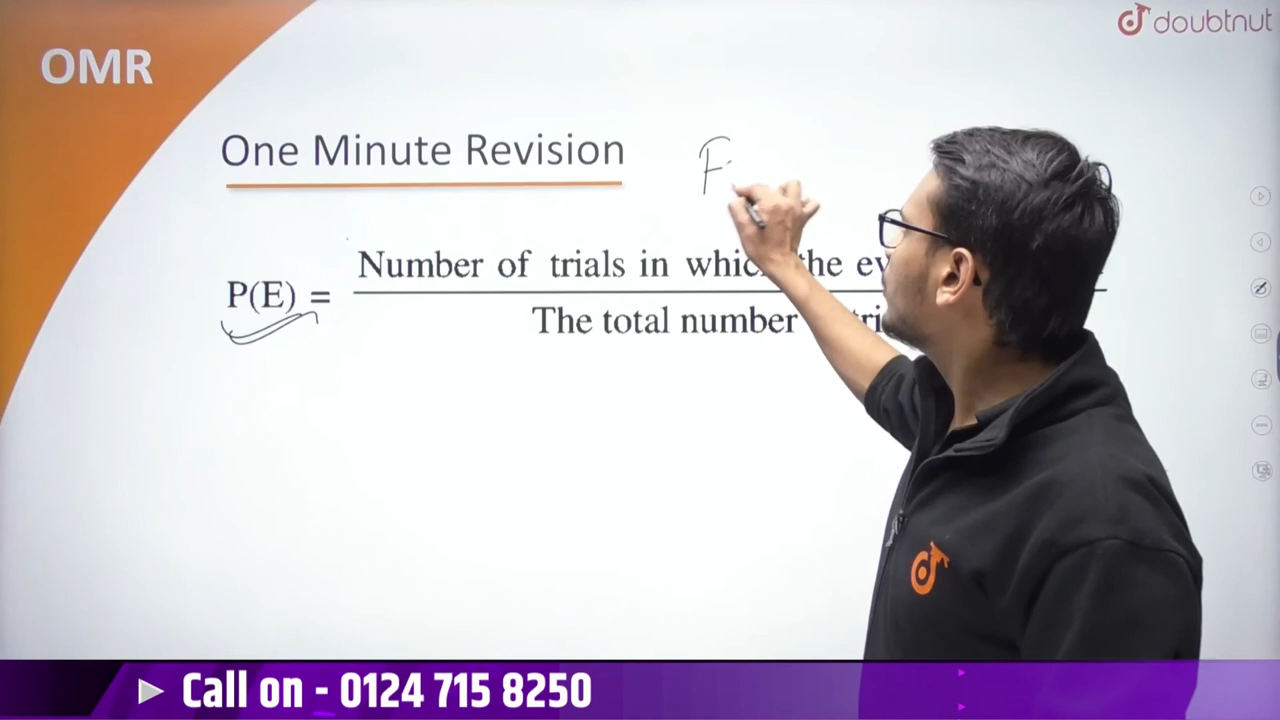 OMR
doubtnut
One Minute Revision
F
Number of trials in which the
P(E) =
The total number
Call on - 0124 715 8250